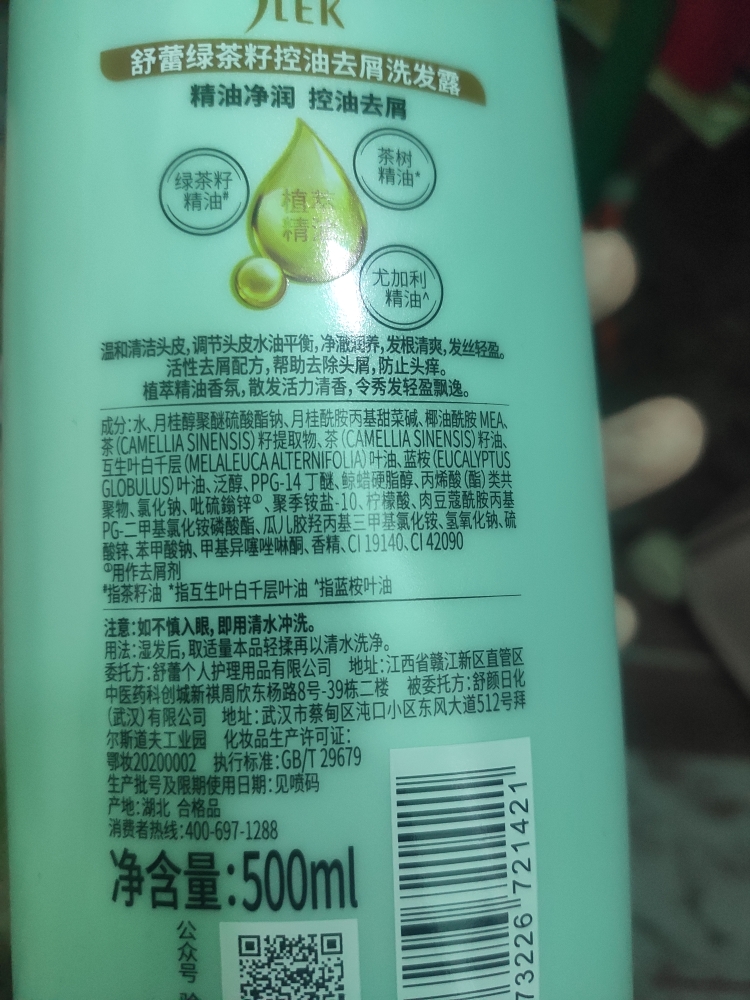 SLEK
舒蕾绿茶籽控油去屑洗发露
精油净润 控油去屑
绿茶籽
精油#
茶树
精油*
植萃
精油
尤加利
精油^
温和清洁头皮,调节头皮水油平衡,净澈润养,发根清爽,发丝轻盈。
活性去屑配方,帮助去除头屑,防止头痒。
植萃精油香氛,散发活力清香,令秀发轻盈飘逸。
成分:水、月桂醇聚醚硫酸酯钠、月桂酰胺丙基甜菜碱、椰油酰胺 MEA、
茶(CAMELLIA SINENSIS)籽提取物、茶(CAMELLIA SINENSIS)籽油、
互生叶白千层(MELALEUCA ALTERNIFOLIA)叶油、蓝桉(EUCALYPTUS
GLOBULUS)叶油、泛醇、PPG-14 丁醚、鲸蜡硬脂醇、丙烯酸(酯)类共
聚物、氯化钠、吡硫鎓锌①、聚季铵盐-10、柠檬酸、肉豆蔻酰胺丙基
PG-二甲基氯化铵磷酸酯、瓜儿胶羟丙基三甲基氯化铵、氢氧化钠、硫
酸锌、苯甲酸钠、甲基异噻唑啉酮、香精、CI 19140、CI 42090
①用作去屑剂
#指茶籽油 *指互生叶白千层叶油 ^指蓝桉叶油
注意:如不慎入眼,即用清水冲洗。
用法:湿发后,取适量本品轻揉再以清水洗净。
委托方:舒蕾个人护理用品有限公司 地址:江西省赣江新区直管区
中医药科创城新祺周欣东杨路8号-39栋二楼 被委托方:舒颜日化
(武汉)有限公司 地址:武汉市蔡甸区沌口小区东风大道512号拜
尔斯道夫工业园 化妆品生产许可证:
鄂妆20200002 执行标准:GB/T 29679
生产批号及限期使用日期:见喷码
产地:湖北 合格品
消费者热线:400-697-1288
净含量:500ml
公众号
73226 721421